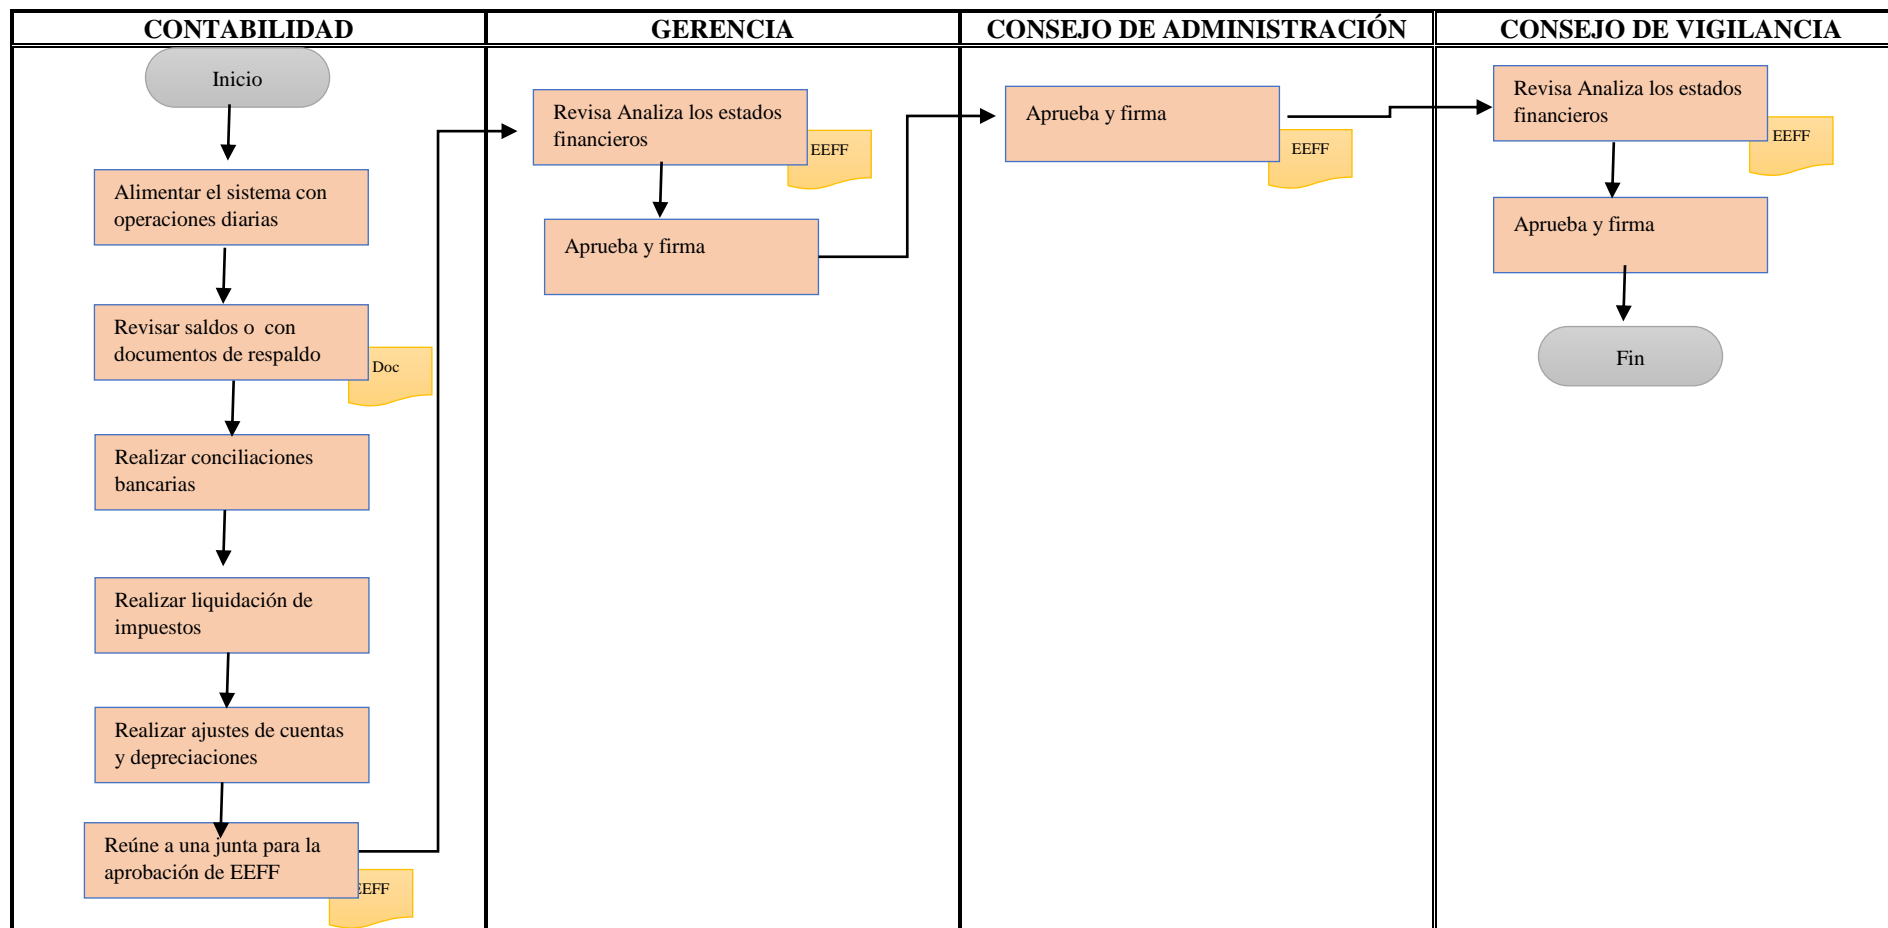 CONTABILIDAD
GERENCIA
CONSEJO DE ADMINISTRACIÓN
CONSEJO DE VIGILANCIA
Inicio
Alimentar el sistema con
operaciones diarias
Revisar saldos o  con
documentos de respaldo
Doc
Realizar conciliaciones
bancarias
Realizar liquidación de
impuestos
Realizar ajustes de cuentas
y depreciaciones
Reúne a una junta para la
aprobación de EEFF
EEFF
Revisa Analiza los estados
financieros
EEFF
Aprueba y firma
Aprueba y firma
EEFF
Revisa Analiza los estados
financieros
EEFF
Aprueba y firma
Fin